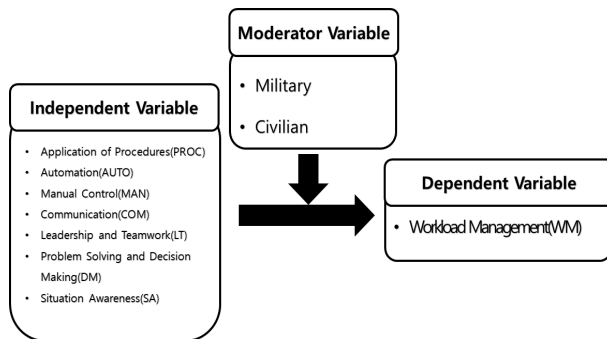 Moderator Variable
• Military
• Civilian
Independent Variable
• Application of Procedures(PROC)
• Automation(AUTO)
• Manual Control(MAN)
• Communication(COM)
• Leadership and Teamwork(LT)
• Problem Solving and Decision
Making(DM)
• Situation Awareness(SA)
Dependent Variable
• Workload Management(WM)